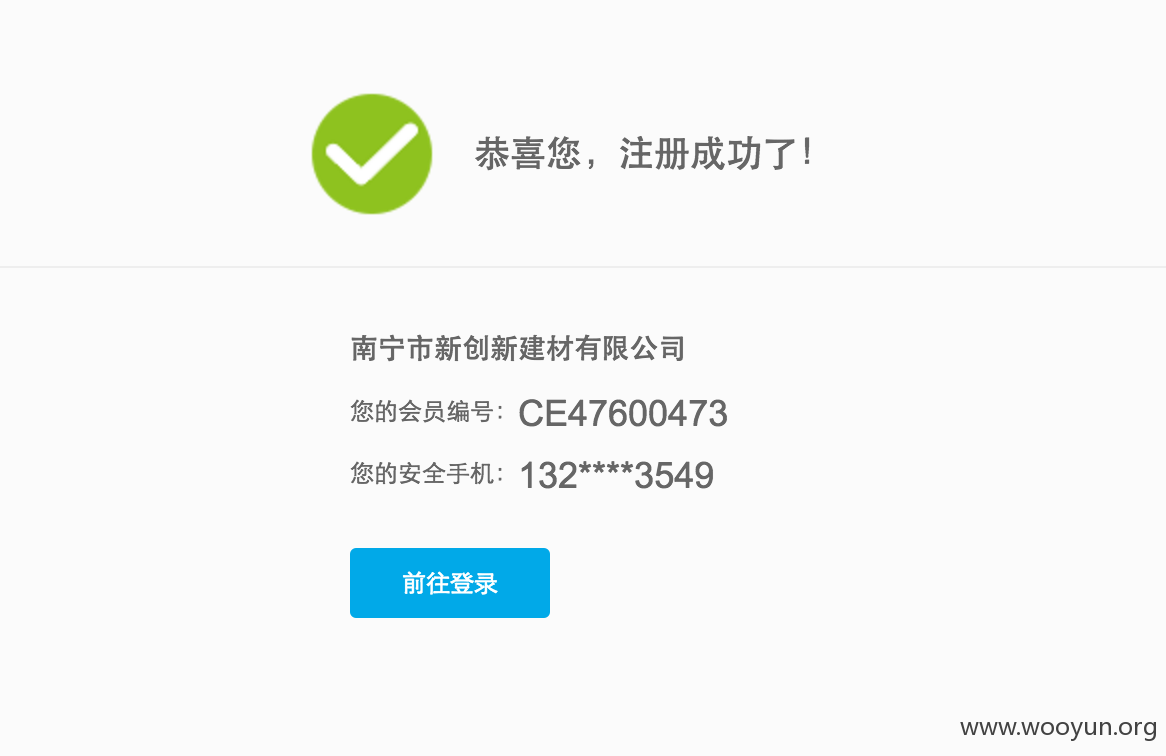 恭喜您，注册成功了！
南宁市新创新建材有限公司
您的会员编号：CE47600473
您的安全手机：132****3549
前往登录
www.wooyun.org